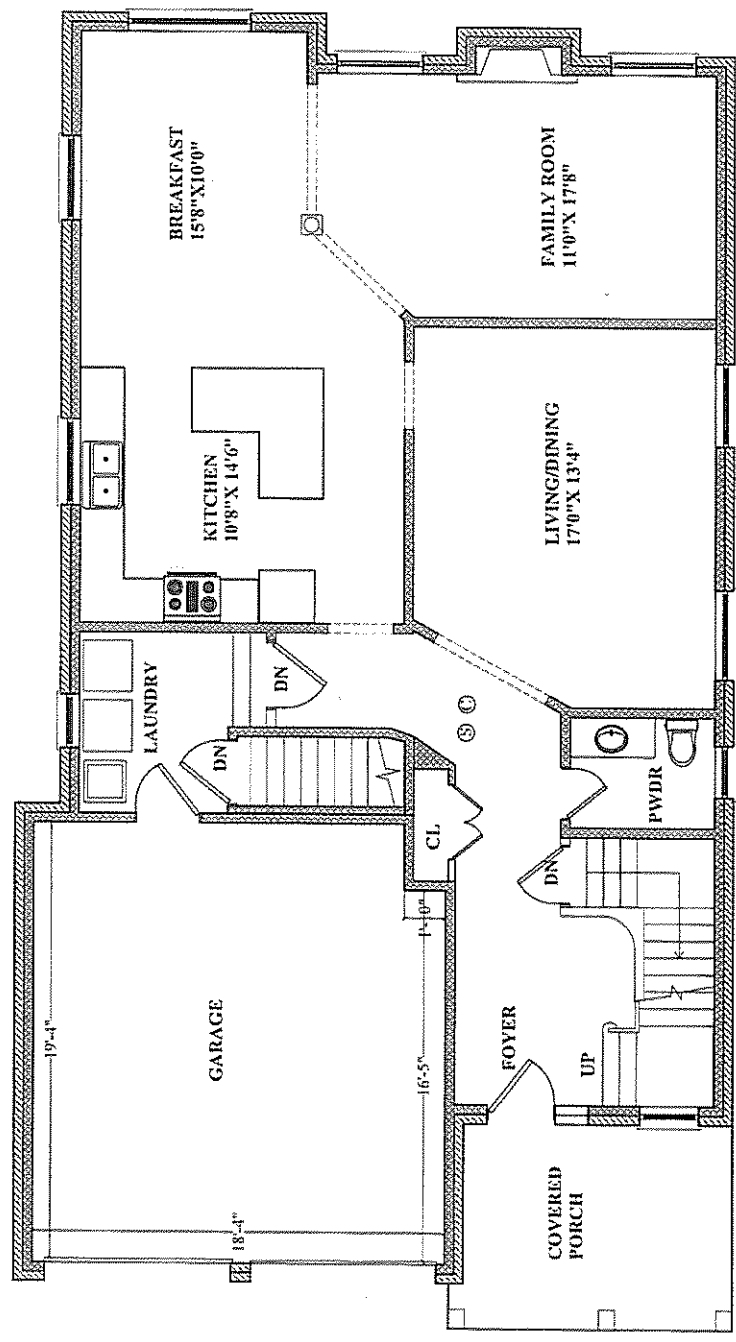 BREAKFAST
15'8"X10'0"
FAMILY ROOM
11'0"X 17'8"
KITCHEN
10'8"X 14'6"
LIVING/DINING
17'0"X 13'4"
LAUNDRY
DN
DN
S C
CL
PWDR
DN
GARAGE
19'-4"
18'-4"
16'-5"
1'-0"
FOYER
UP
COVERED
PORCH